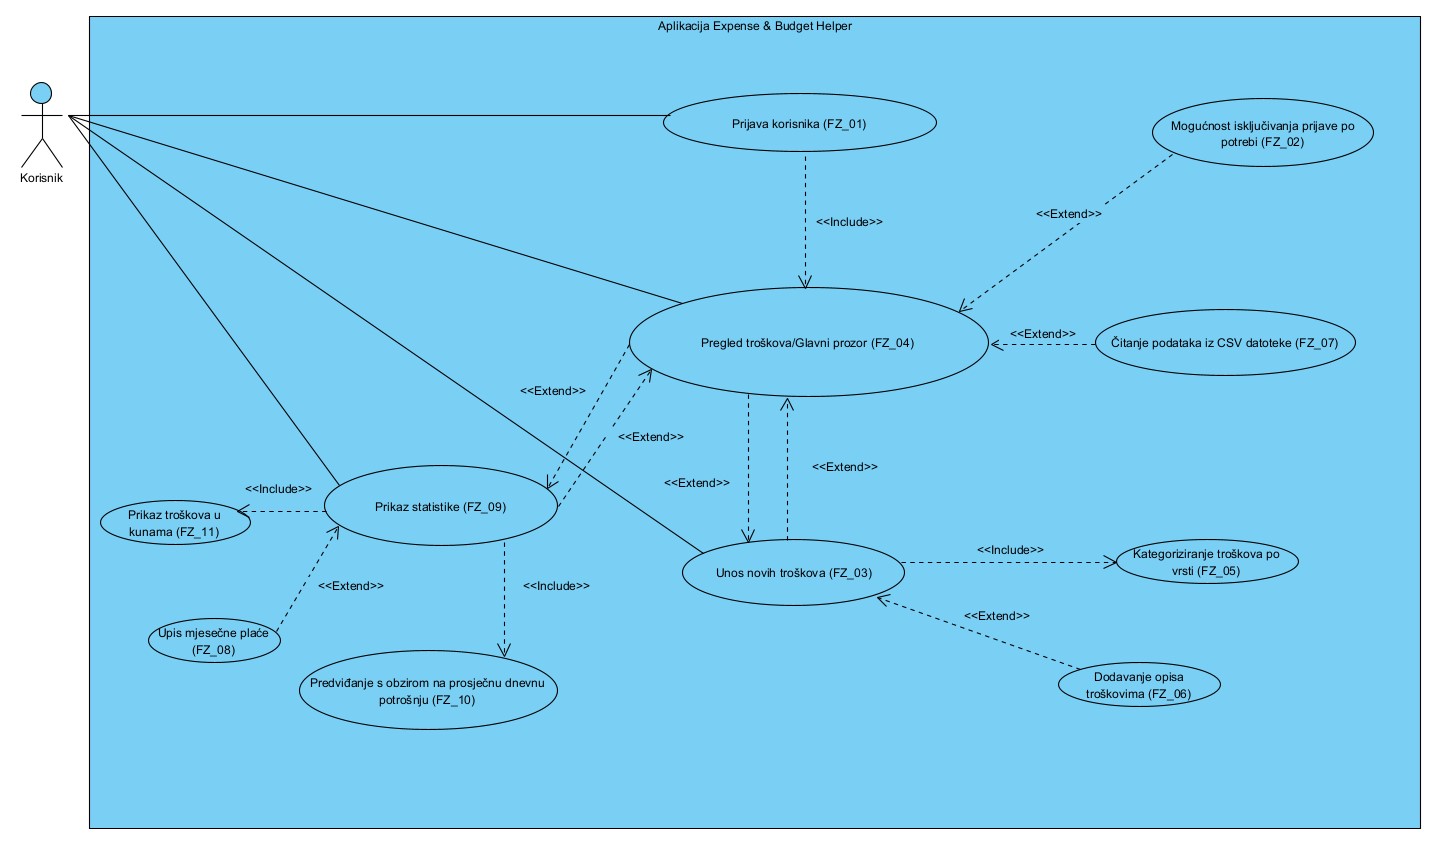 Aplikacija Expense & Budget Helper
Korisnik
Prijava korisnika (FZ_01)
Mogućnost isključivanja prijave po
potrebi (FZ_02)
<<Extend>>
<<Include>>
Pregled troškova/Glavni prozor (FZ_04)
<<Extend>>
Čitanje podataka iz CSV datoteke (FZ_07)
<<Extend>>
<<Extend>>
<<Extend>>
<<Extend>>
<<Include>>
Prikaz troškova u
kunama (FZ_11)
Prikaz statistike (FZ_09)
<<Extend>>
<<Include>>
Unos novih troškova (FZ_03)
<<Include>>
Kategoriziranje troškova po
vrsti (FZ_05)
<<Extend>>
Upis mjesečne plaće
(FZ_08)
Predviđanje s obzirom na prosječnu dnevnu
potrošnju (FZ_10)
Dodavanje opisa
troškovima (FZ_06)